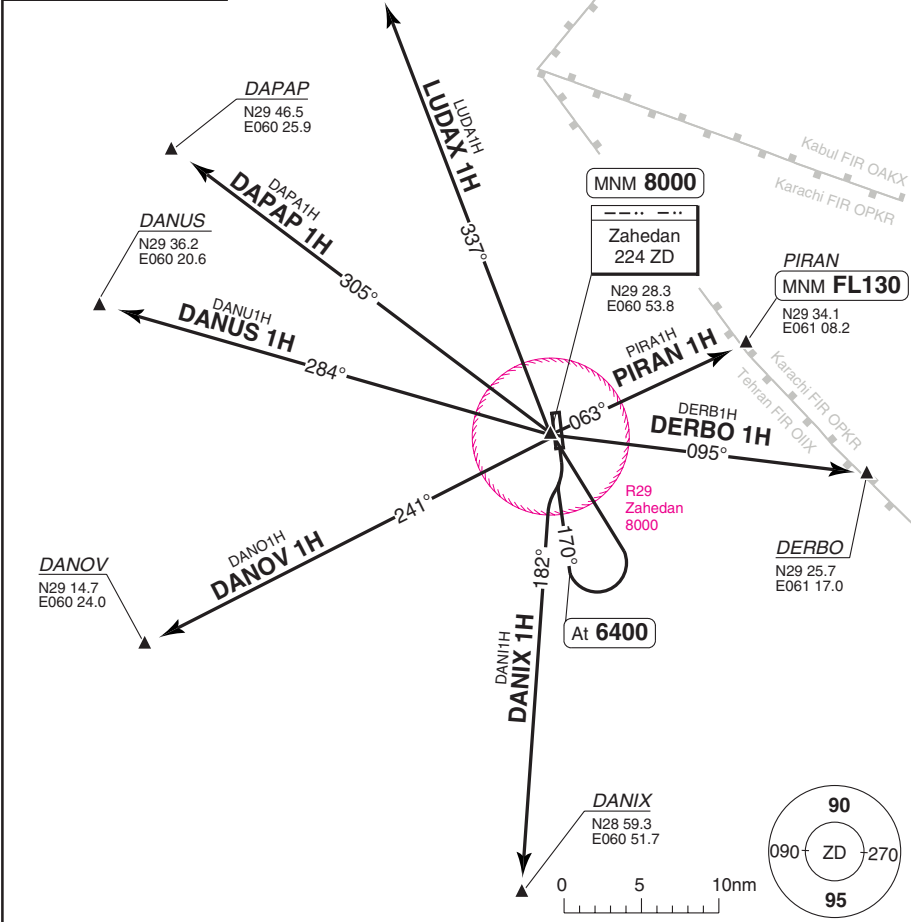 LUDA1H
LUDAX 1H
337°
DAPAP
N29 46.5
E060 25.9
DAPA1H
DAPAP 1H
305°
DANUS
N29 36.2
E060 20.6
DANU1H
DANUS 1H
284°
Kabul FIR OAKX
Karachi FIR OPKR
MNM 8000
Zahedan
224 ZD
N29 28.3
E060 53.8
PIRAN
MNM FL130
N29 34.1
E061 08.2
PIRA1H
PIRAN 1H
063°
Karachi FIR OPKR
Tehran FIR OIIX
DERB1H
DERBO 1H
095°
R29
Zahedan
8000
DERBO
N29 25.7
E061 17.0
DANOV
N29 14.7
E060 24.0
DANO1H
DANOV 1H
241°
170°
182°
At 6400
DANI1H
DANIX 1H
DANIX
N28 59.3
E060 51.7
0 5 10nm
90
090 ZD 270
95